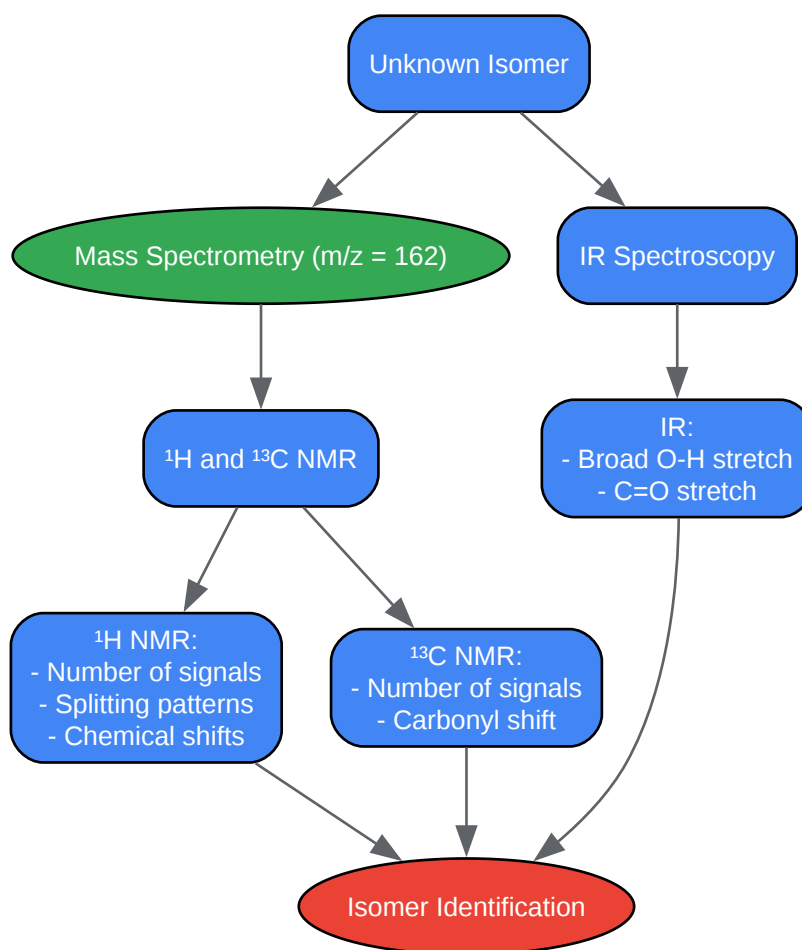 Unknown Isomer
Mass Spectrometry (m/z = 162)
IR Spectroscopy
¹H and ¹³C NMR
IR:
- Broad O-H stretch
- C=O stretch
¹H NMR:
- Number of signals
- Splitting patterns
- Chemical shifts
¹³C NMR:
- Number of signals
- Carbonyl shift
Isomer Identification